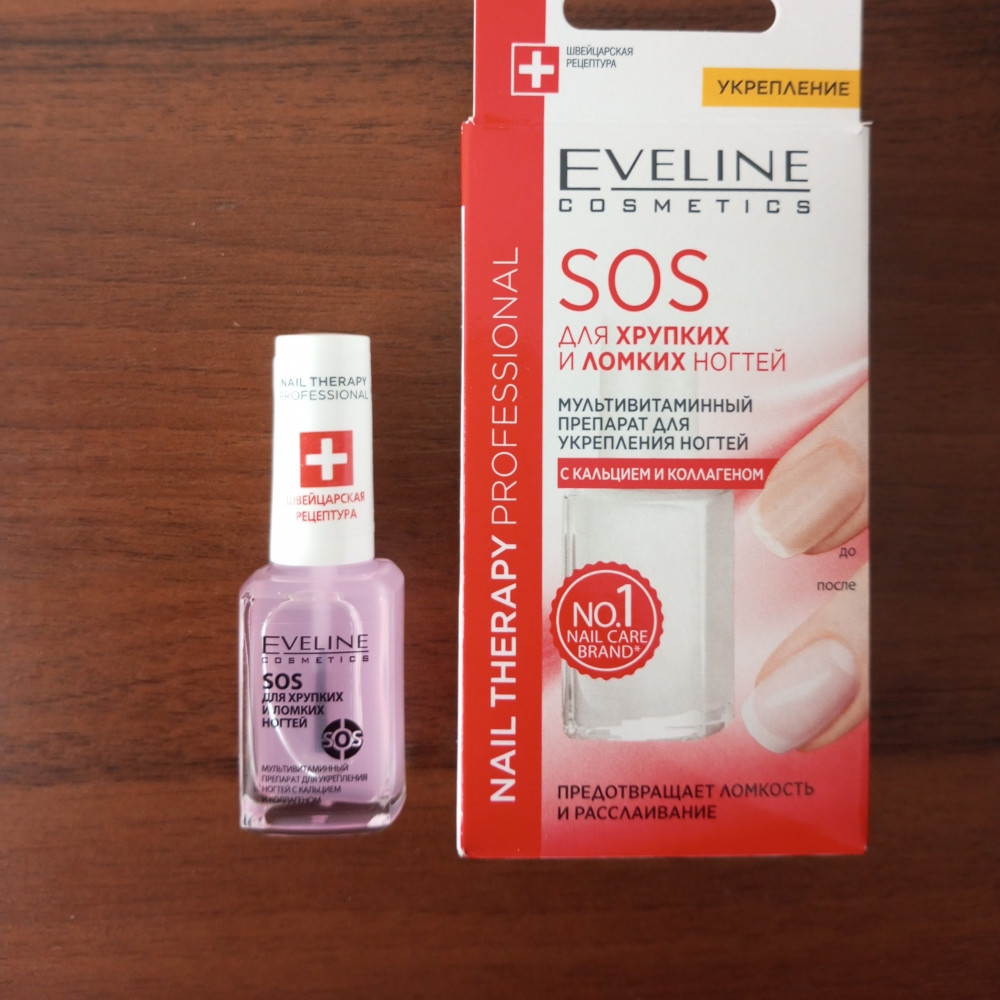 NAIL THERAPY
PROFESSIONAL
ШВЕЙЦАРСКАЯ
РЕЦЕПТУРА
EVELINE
COSMETICS
SOS
ДЛЯ ХРУПКИХ
И ЛОМКИХ
НОГТЕЙ
SOS
МУЛЬТИВИТАМИННЫЙ
ПРЕПАРАТ ДЛЯ УКРЕПЛЕНИЯ
НОГТЕЙ С КАЛЬЦИЕМ
И КОЛЛАГЕНОМ
NAIL THERAPY PROFESSIONAL
ШВЕЙЦАРСКАЯ
РЕЦЕПТУРА
УКРЕПЛЕНИЕ
EVELINE
COSMETICS
SOS
ДЛЯ ХРУПКИХ
И ЛОМКИХ НОГТЕЙ
МУЛЬТИВИТАМИННЫЙ
ПРЕПАРАТ ДЛЯ
УКРЕПЛЕНИЯ НОГТЕЙ
С КАЛЬЦИЕМ И КОЛЛАГЕНОМ
до
после
NO.1
NAIL CARE
BRAND*
ПРЕДОТВРАЩАЕТ ЛОМКОСТЬ
И РАССЛАИВАНИЕ